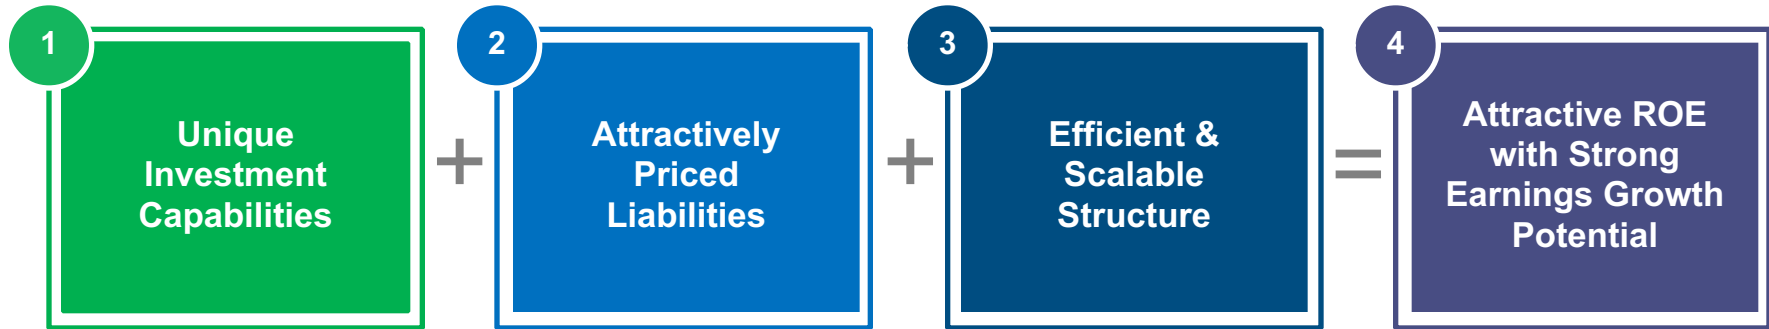 1
Unique
Investment
Capabilities
+
2
Attractively
Priced
Liabilities
+
3
Efficient &
Scalable
Structure
=
4
Attractive ROE
with Strong
Earnings Growth
Potential